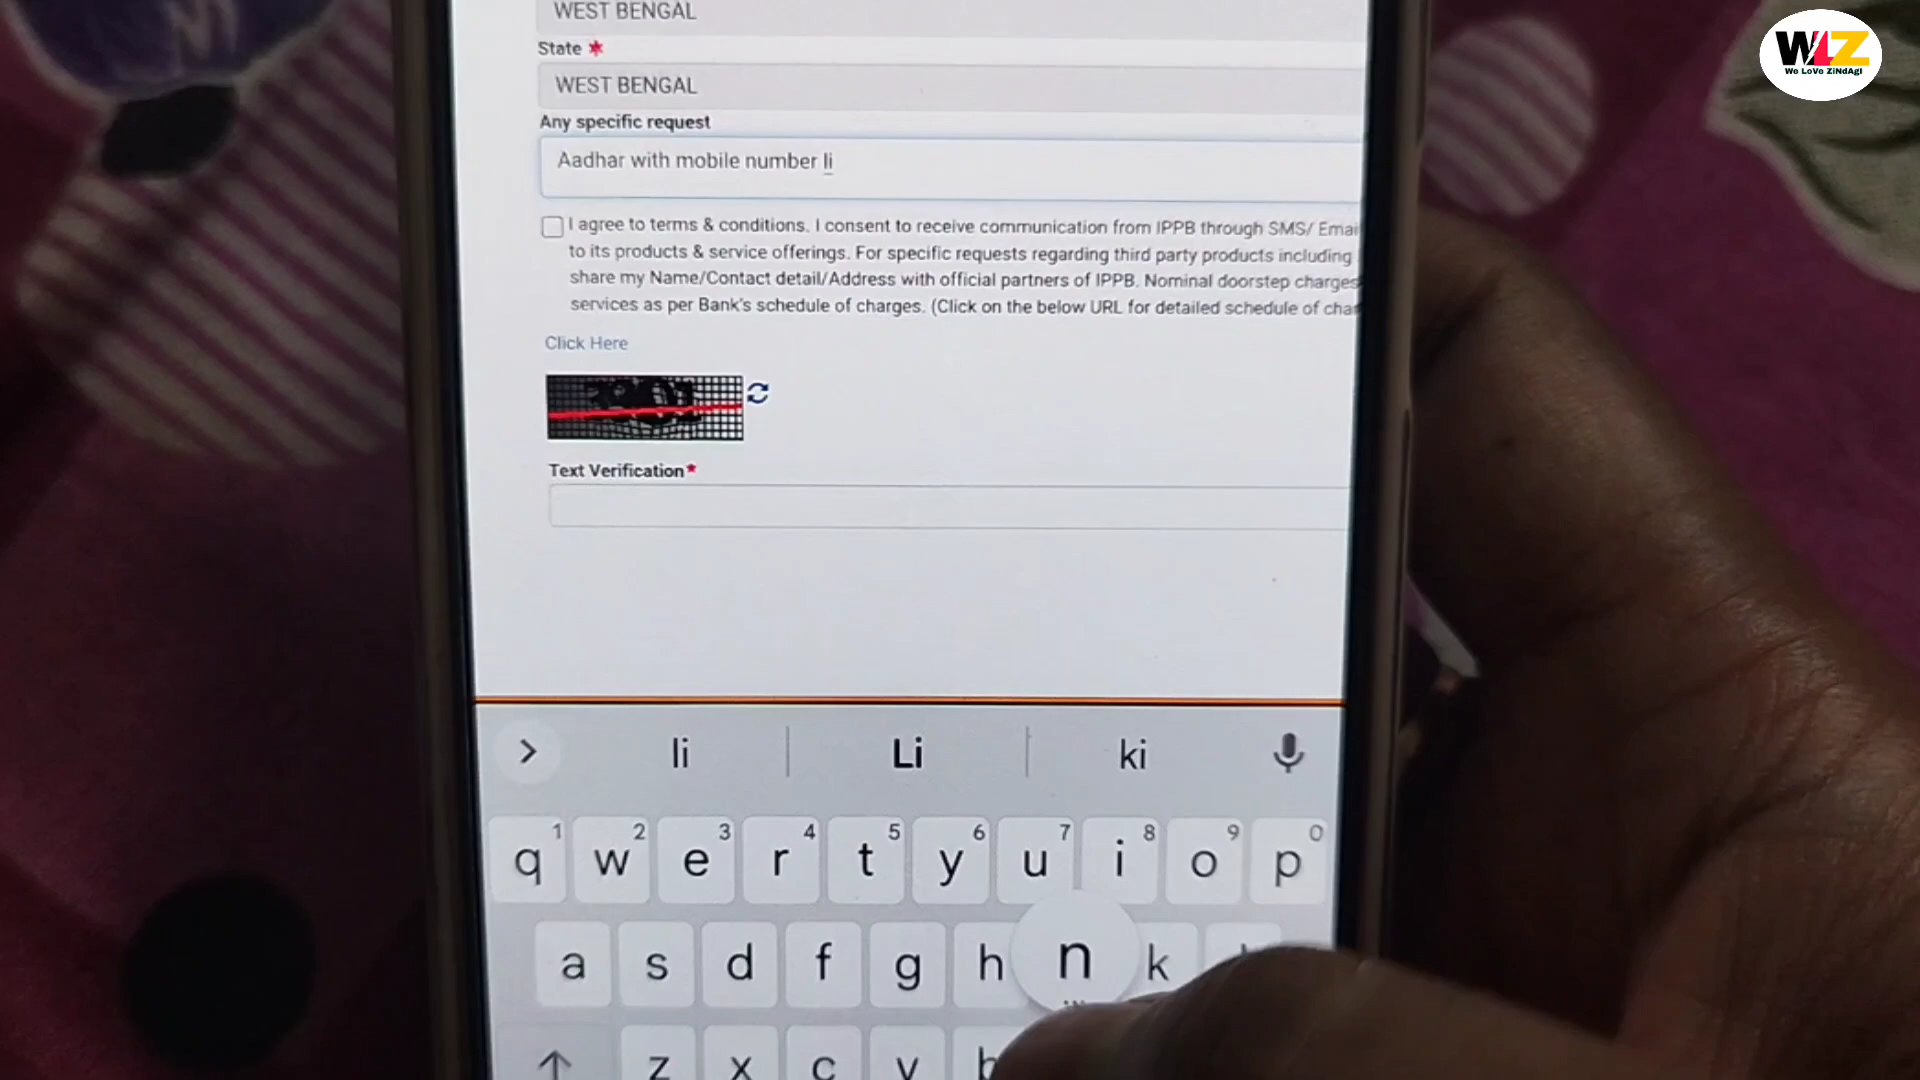 WLZ
We LoVe ZiNdAgI
WEST BENGAL
State *
WEST BENGAL
Any specific request
Aadhar with mobile number li
I agree to terms & conditions. I consent to receive communication from IPPB through SMS/ Emai
to its products & service offerings. For specific requests regarding third party products including
share my Name/Contact detail/Address with official partners of IPPB. Nominal doorstep charges
services as per Bank's schedule of charges. (Click on the below URL for detailed schedule of cha
Click Here
Text Verification*
li Li ki
1 2 3 4 5 6 7 8 9 0
q w e r t y u i o p
a s d f g h n k
z x c v b